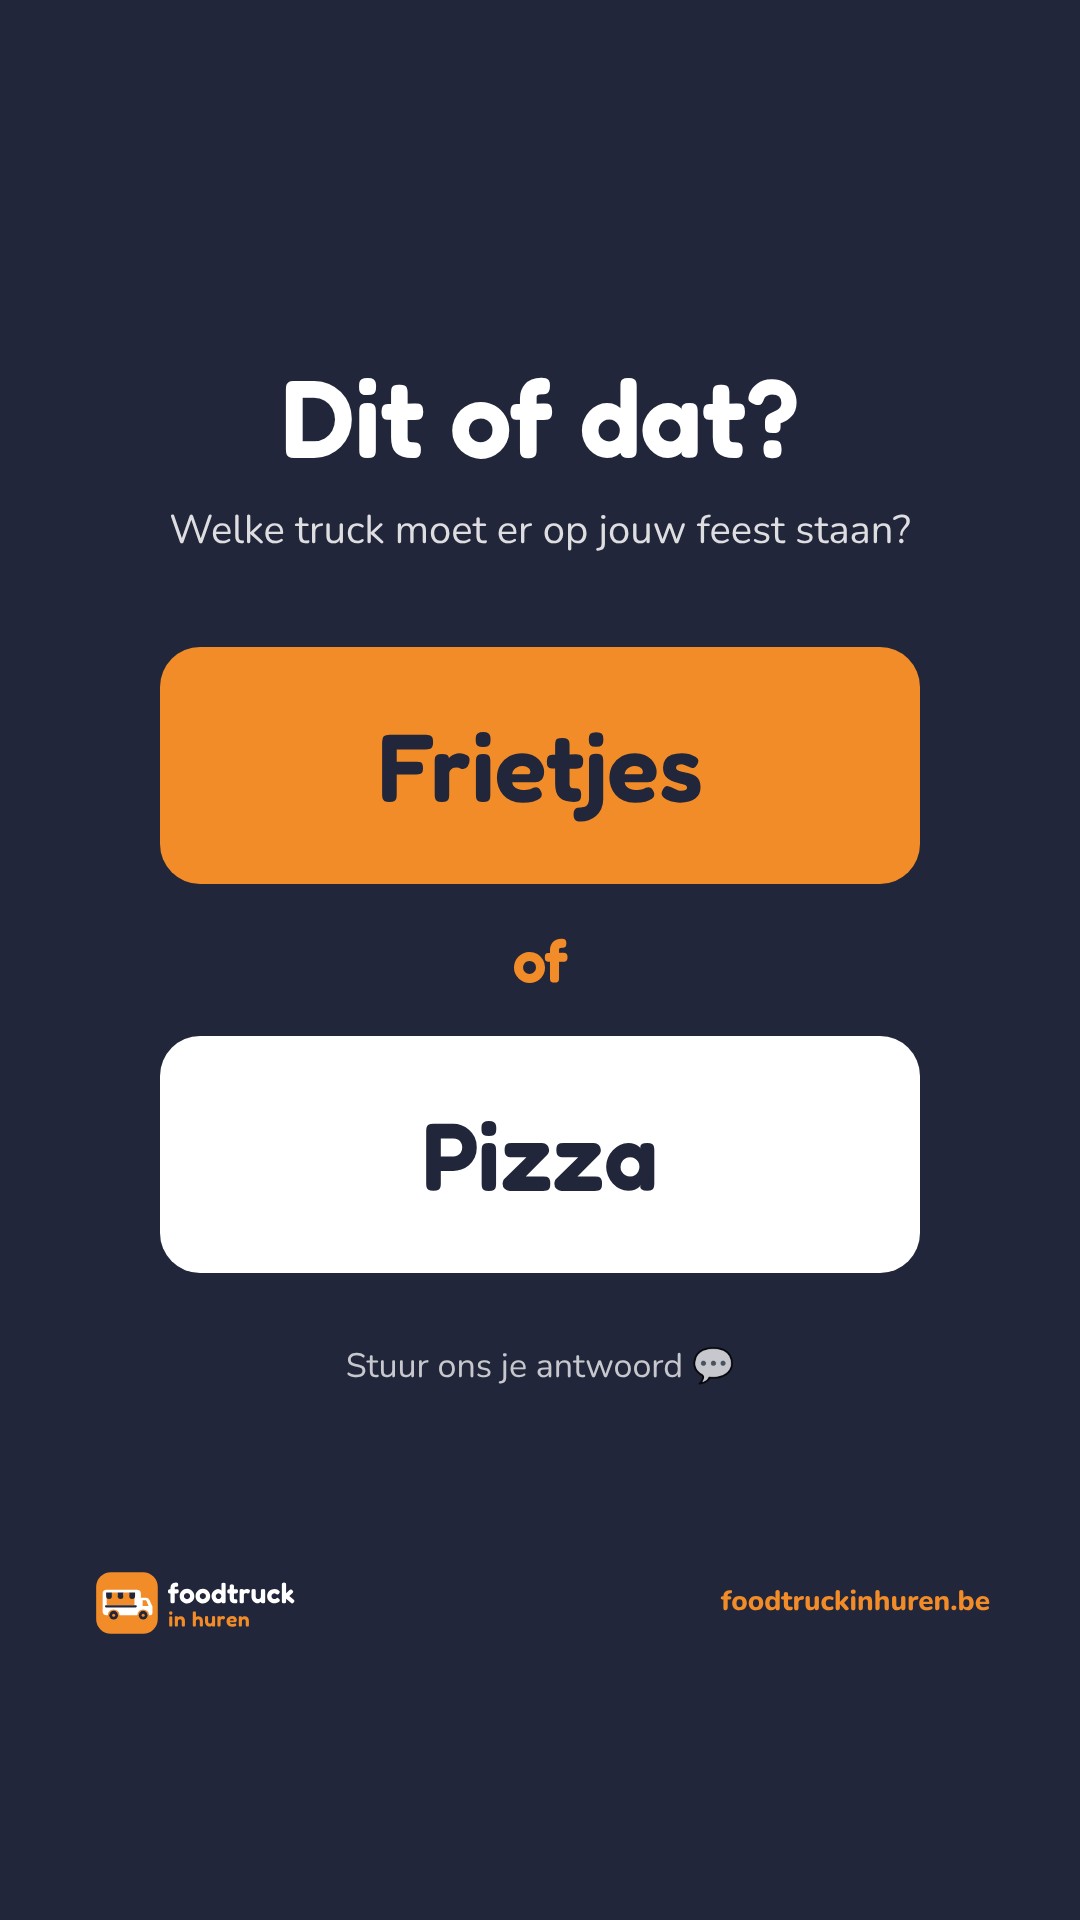 Dit of dat?
Welke truck moet er op jouw feest staan?
Frietjes
of
Pizza
Stuur ons je antwoord 💬
foodtruck
in huren
foodtruckinhuren.be